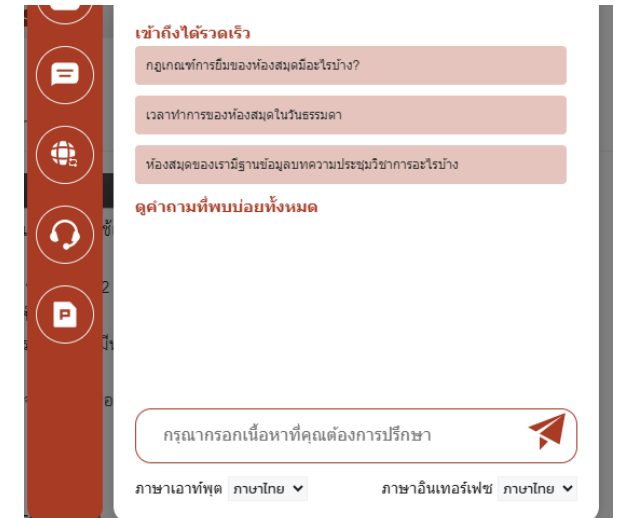 เข้าถึงได้รวดเร็ว
กฎเกณฑ์การยืมของห้องสมุดมีอะไรบ้าง?
เวลาทำการของห้องสมุดในวันธรรมดา
ห้องสมุดของเรามีฐานข้อมูลบทความประชุมวิชาการอะไรบ้าง
ดูคำถามที่พบบ่อยทั้งหมด
กรุณากรอกเนื้อหาที่คุณต้องการปรึกษา
ภาษาเอาท์พุต ภาษาไทย ภาษาอินเทอร์เฟซ ภาษาไทย